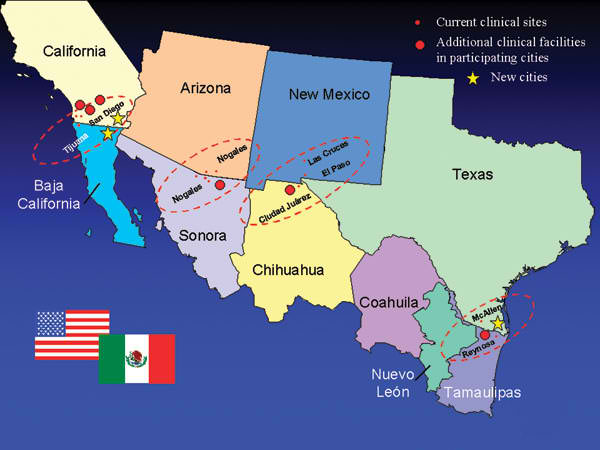 Current clinical sites
Additional clinical facilities
in participating cities
New cities
California
Arizona
New Mexico
Texas
San Diego
Tijuana
Nogales
Nogales
Las Cruces
El Paso
Ciudad Juárez
Baja
California
Sonora
Chihuahua
Coahuila
McAllen
Reynosa
Nuevo
León
Tamaulipas